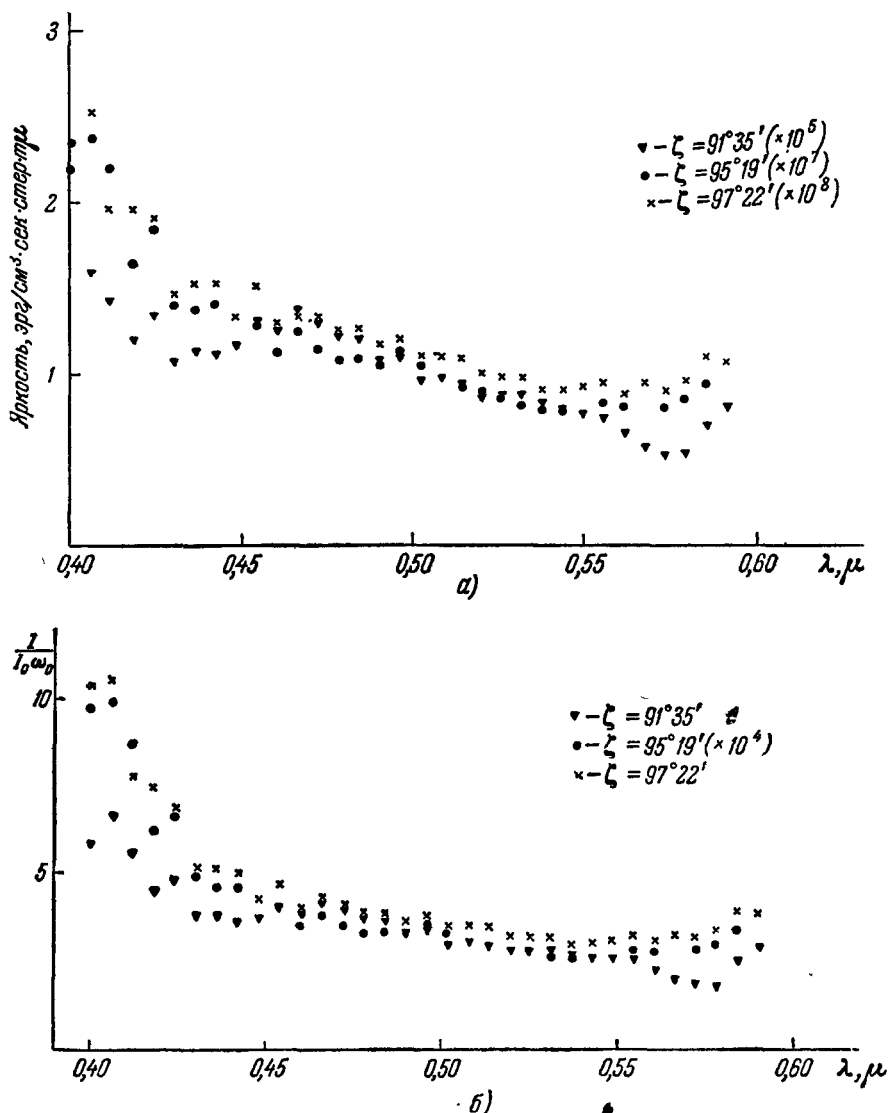 3
2
1
Яркость, эрг/см³·сек·стер·mμ
▼ – ζ = 91°35' (×10⁵)
● – ζ = 95°19' (×10⁷)
× – ζ = 97°22' (×10⁸)
0,40
0,45
0,50
0,55
0,60
λ, μ
а)
I
I₀ω₀
10
5
▼ – ζ = 91°35'
● – ζ = 95°19' (×10⁴)
× – ζ = 97°22'
0,40
0,45
0,50
0,55
0,60
λ, μ
б)